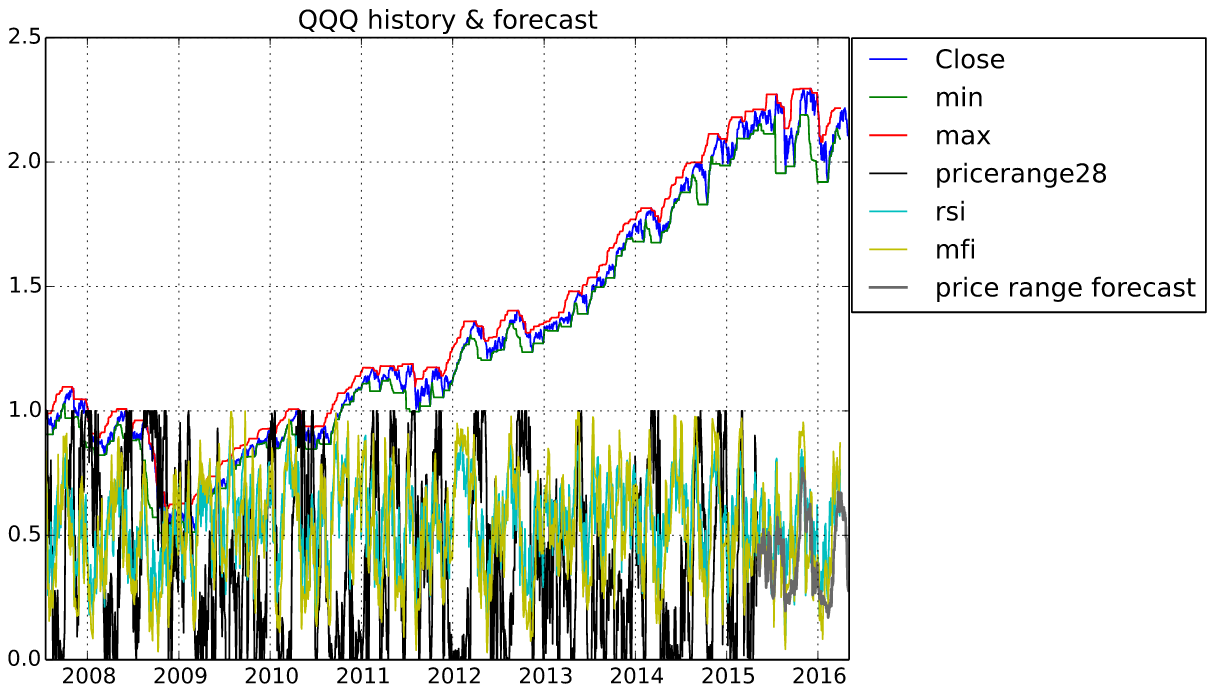 QQQ history & forecast
2.5
2.0
1.5
1.0
0.5
0.0
2008 2009 2010 2011 2012 2013 2014 2015 2016
Close
min
max
pricerange28
rsi
mfi
price range forecast